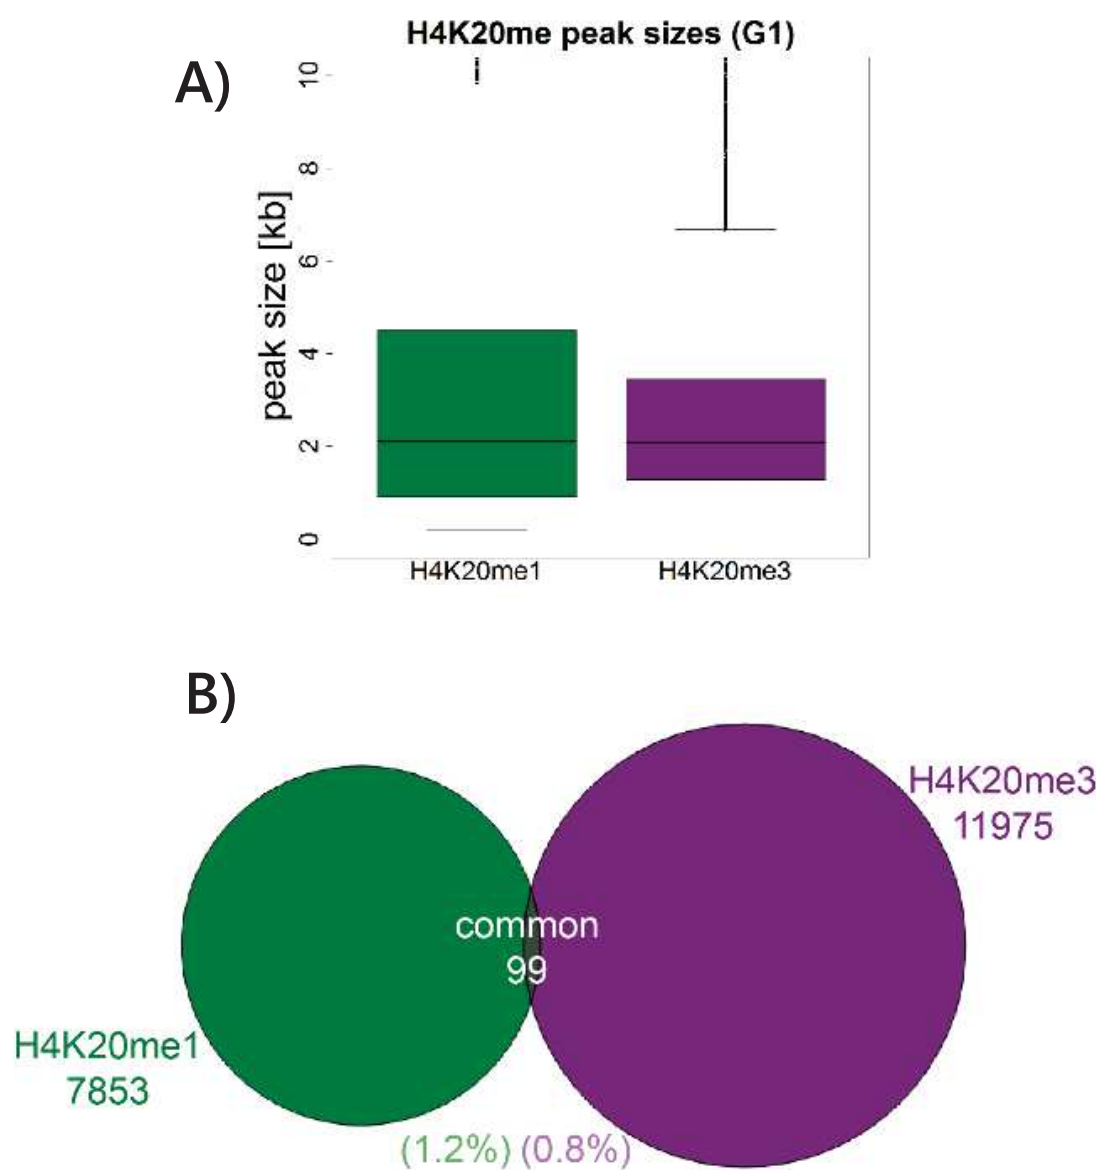 H4K20me peak sizes (G1)
A)
10
8
6
4
2
0
peak size [kb]
H4K20me1 H4K20me3
B)
H4K20me3
11975
common
99
H4K20me1
7853
(1.2%) (0.8%)